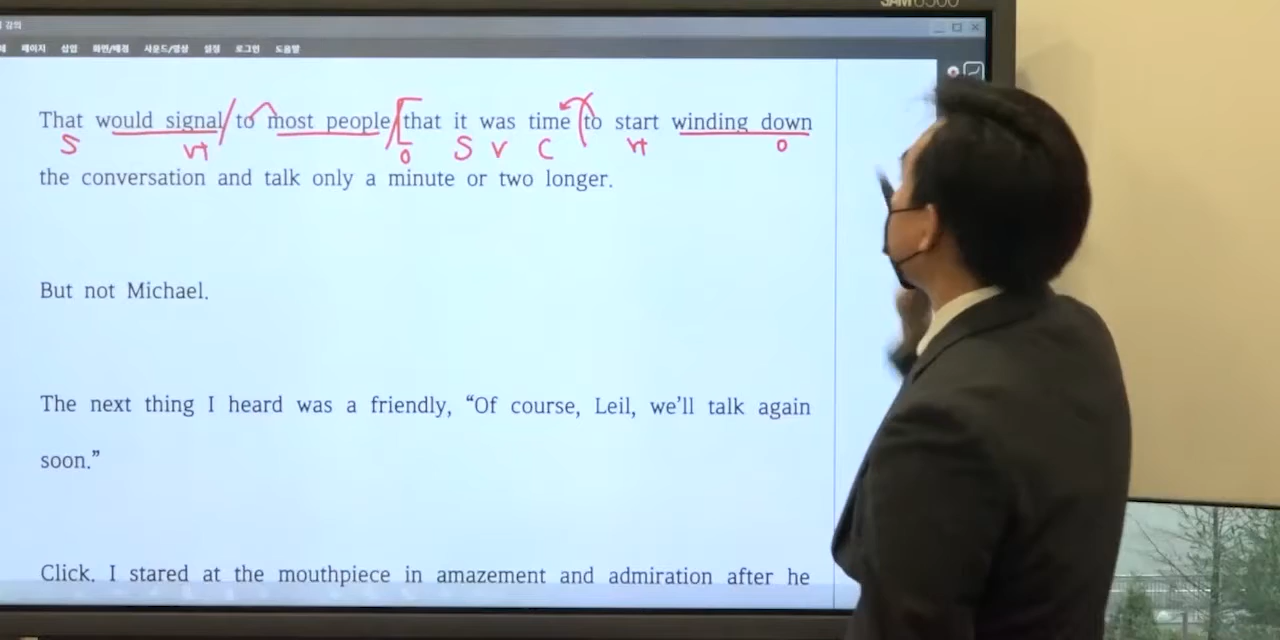 강의
페이지 삽입 화면/배경 사운드/영상 설정 로그인 도움말
That would signal to most people that it was time to start winding down
S vt O S V C vt O
the conversation and talk only a minute or two longer.
But not Michael.
The next thing I heard was a friendly, “Of course, Leil, we’ll talk again
soon.”
Click. I stared at the mouthpiece in amazement and admiration after he